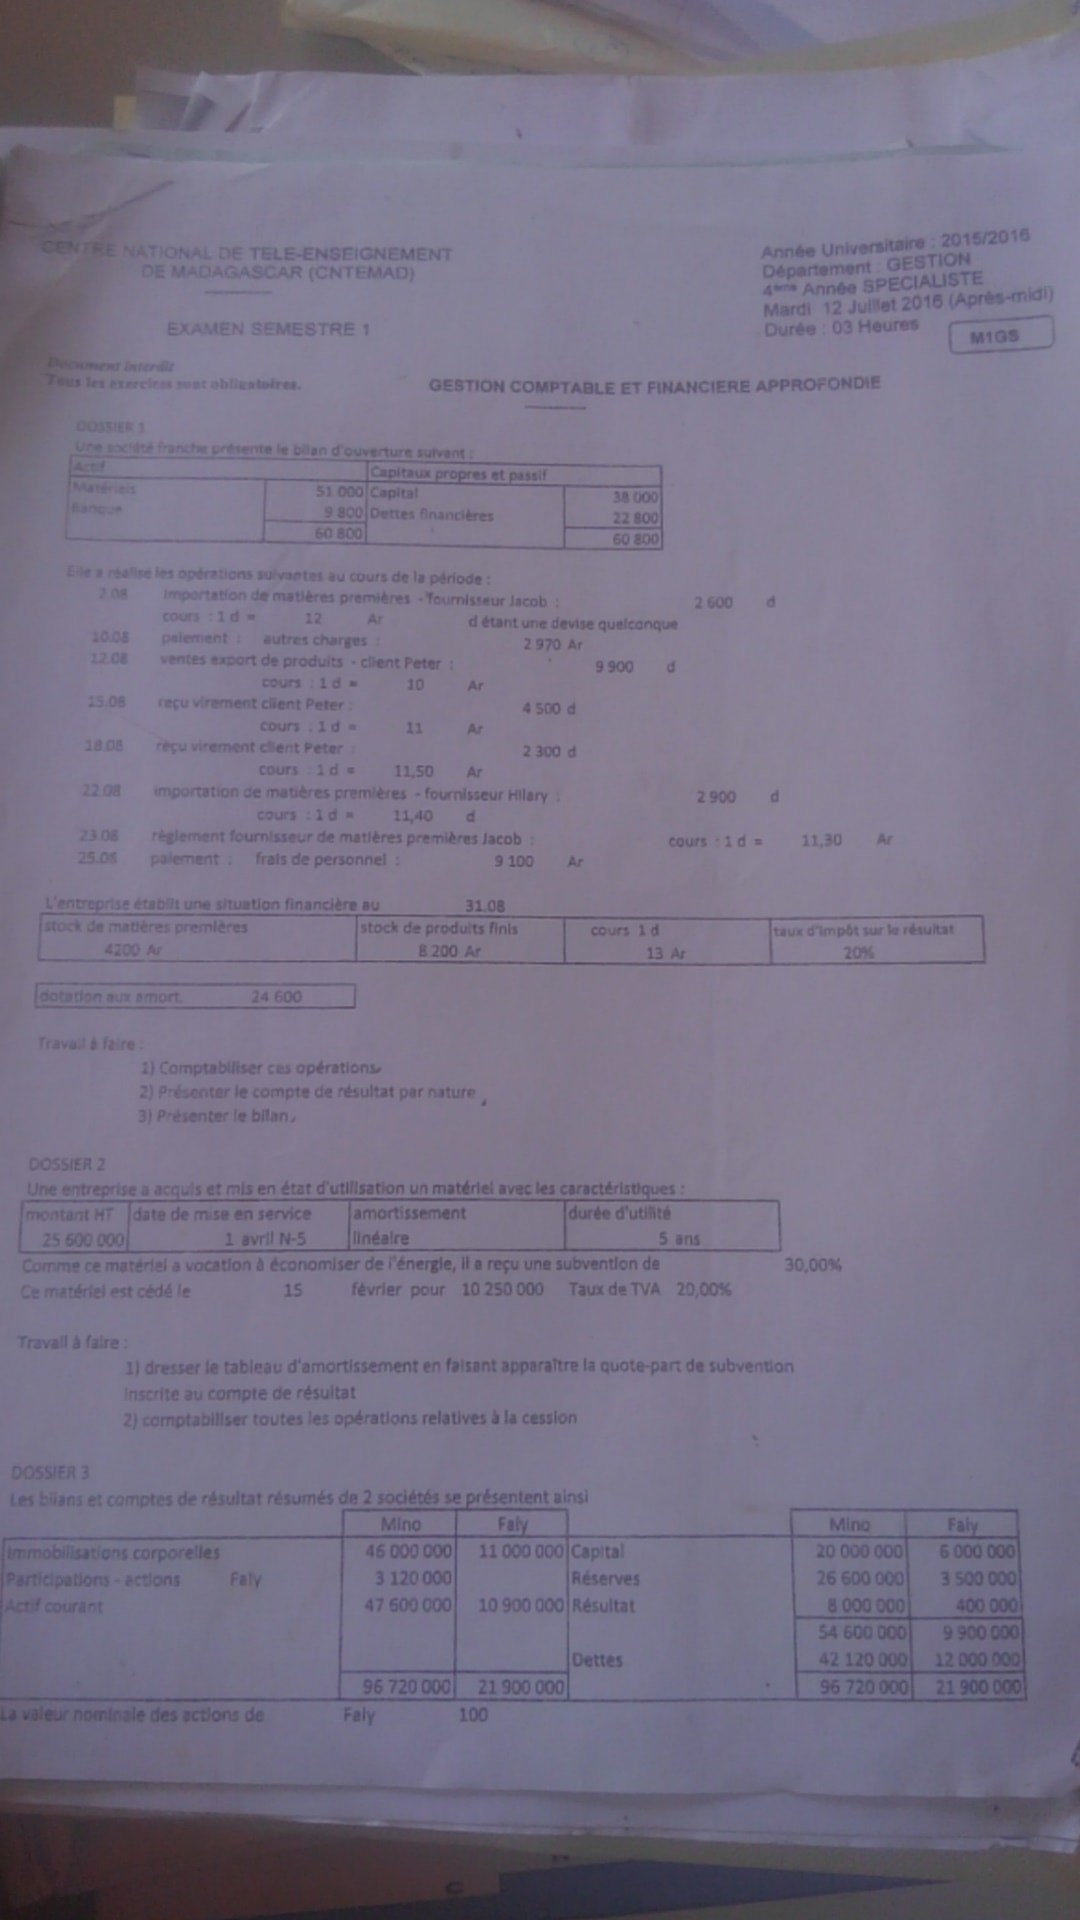 CENTRE NATIONAL DE TELE-ENSEIGNEMENT
DE MADAGASCAR (CNTEMAD)
EXAMEN SEMESTRE 1
Année Universitaire : 2015/2016
Département : GESTION
4ème Année SPECIALISTE
Mardi 12 Juillet 2016 (Après-midi)
Durée : 03 Heures
M1GS
Document Interdit
Tous les exercices sont obligatoires.
GESTION COMPTABLE ET FINANCIERE APPROFONDIE
DOSSIER 1
Une société franche présente le bilan d'ouverture suivant :
Actif Capitaux propres et passif
Matériels 51 000 Capital 38 000
Banque 9 800 Dettes financières 22 800
60 800 60 800
Elle a réalisé les opérations suivantes au cours de la période :
2.08 importation de matières premières - fournisseur Jacob : 2 600 d
cours : 1 d = 12 Ar d étant une devise quelconque
10.08 paiement : autres charges : 2 970 Ar
12.08 ventes export de produits - client Peter : 9 900 d
cours : 1 d = 10 Ar
15.08 reçu virement client Peter : 4 500 d
cours : 1 d = 11 Ar
18.08 reçu virement client Peter : 2 300 d
cours : 1 d = 11,50 Ar
22.08 importation de matières premières - fournisseur Hilary : 2 900 d
cours : 1 d = 11,40 d
23.08 règlement fournisseur de matières premières Jacob : cours : 1 d = 11,30 Ar
25.08 paiement : frais de personnel : 9 100 Ar
L'entreprise établit une situation financière au 31.08
stock de matières premières stock de produits finis cours 1 d taux d'impôt sur le résultat
4200 Ar 8 200 Ar 13 Ar 20%
dotation aux amort. 24 600
Travail à faire :
1) Comptabiliser ces opérations.
2) Présenter le compte de résultat par nature
3) Présenter le bilan.
DOSSIER 2
Une entreprise a acquis et mis en état d'utilisation un matériel avec les caractéristiques :
montant HT date de mise en service amortissement durée d'utilité
25 600 000 1 avril N-5 linéaire 5 ans
Comme ce matériel a vocation à économiser de l'énergie, il a reçu une subvention de 30,00%
Ce matériel est cédé le 15 février pour 10 250 000 Taux de TVA 20,00%
Travail à faire :
1) dresser le tableau d'amortissement en faisant apparaître la quote-part de subvention
inscrite au compte de résultat
2) comptabiliser toutes les opérations relatives à la cession
DOSSIER 3
Les bilans et comptes de résultat résumés de 2 sociétés se présentent ainsi
Mino Faly Mino Faly
Immobilisations corporelles 46 000 000 11 000 000 Capital 20 000 000 6 000 000
Participations - actions Faly 3 120 000 Réserves 26 600 000 3 500 000
Actif courant 47 600 000 10 900 000 Résultat 8 000 000 400 000
54 600 000 9 900 000
Dettes 42 120 000 12 000 000
96 720 000 21 900 000 96 720 000 21 900 000
La valeur nominale des actions de Faly 100